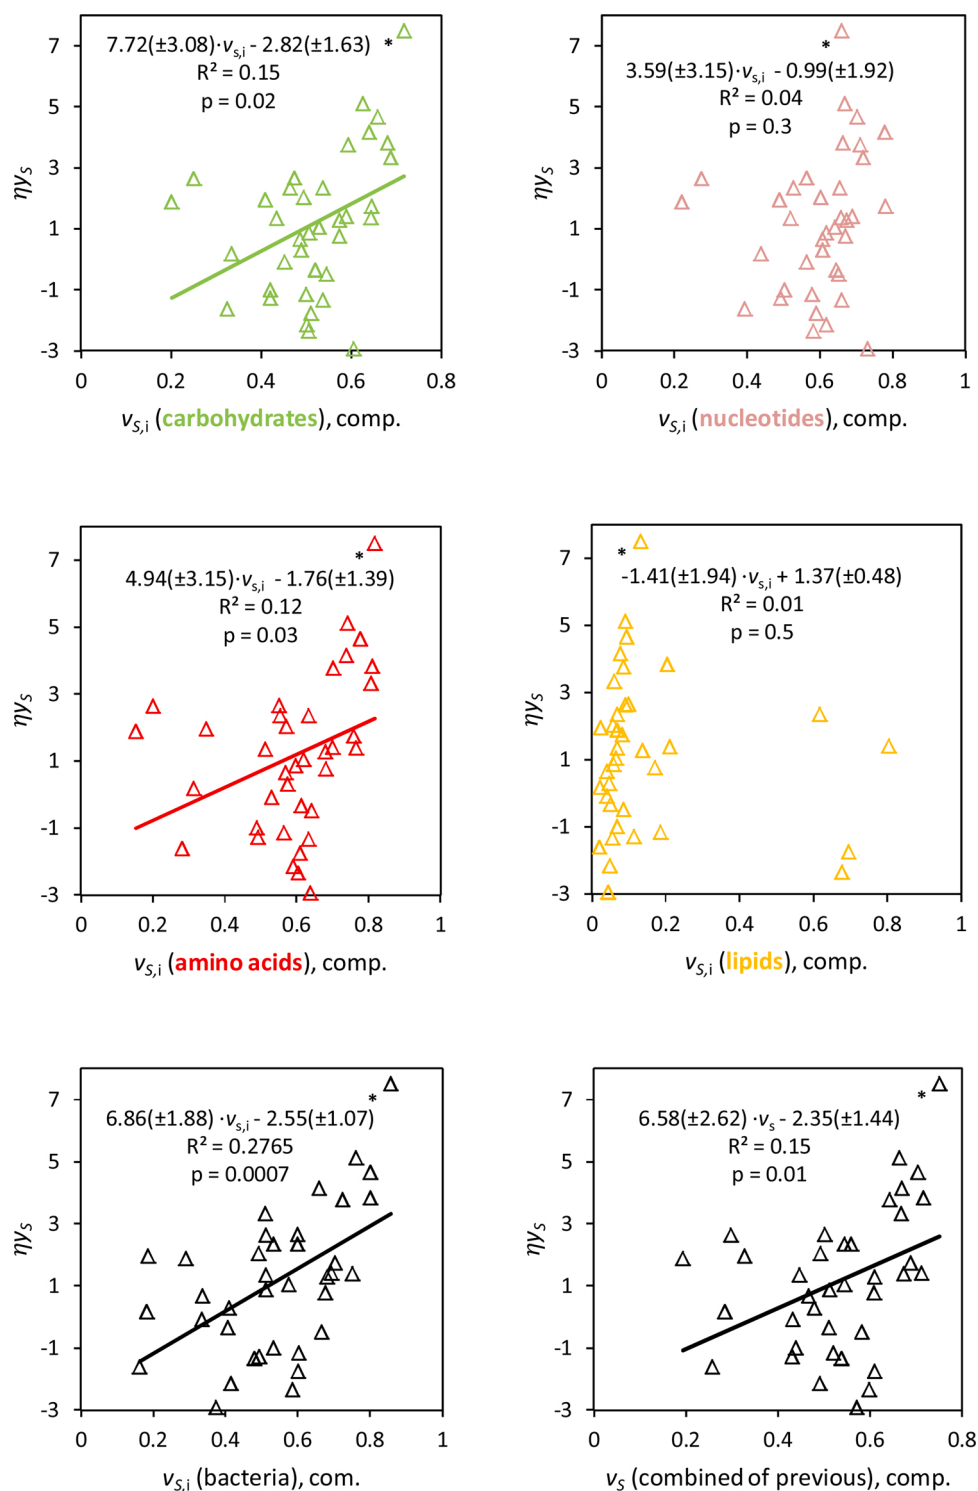 7.72(±3.08)·vs,i - 2.82(±1.63) *
R² = 0.15
p = 0.02
ηyS
7
5
3
1
-1
-3
0 0.2 0.4 0.6 0.8
vS,i (carbohydrates), comp.
*
3.59(±3.15)·vs,i - 0.99(±1.92)
R² = 0.04
p = 0.3
ηyS
7
5
3
1
-1
-3
0 0.2 0.4 0.6 0.8 1
vS,i (nucleotides), comp.
*
4.94(±3.15)·vs,i - 1.76(±1.39)
R² = 0.12
p = 0.03
ηyS
7
5
3
1
-1
-3
0 0.2 0.4 0.6 0.8 1
vS,i (amino acids), comp.
*
-1.41(±1.94) ·vs,i + 1.37(±0.48)
R² = 0.01
p = 0.5
ηyS
7
5
3
1
-1
-3
0 0.2 0.4 0.6 0.8 1
vS,i (lipids), comp.
*
6.86(±1.88) ·vs,i - 2.55(±1.07)
R² = 0.2765
p = 0.0007
ηyS
7
5
3
1
-1
-3
0 0.2 0.4 0.6 0.8 1
vS,i (bacteria), com.
*
6.58(±2.62) ·vs - 2.35(±1.44)
R² = 0.15
p = 0.01
ηyS
7
5
3
1
-1
-3
0 0.2 0.4 0.6 0.8
vS (combined of previous), comp.